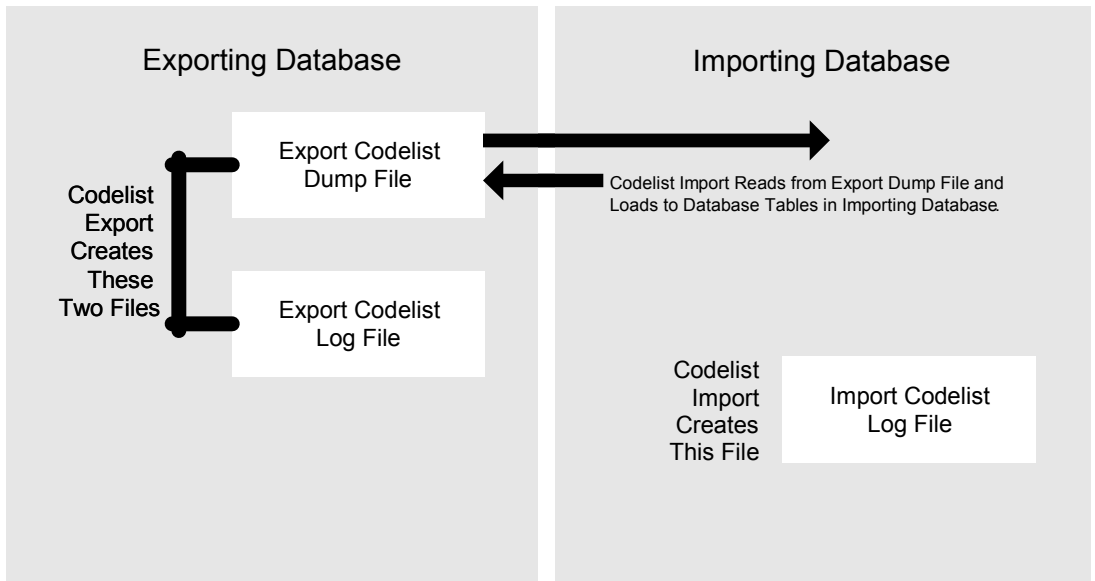 Exporting Database
Export Codelist
Dump File
Codelist
Export
Creates
These
Two Files
Export Codelist
Log File
Importing Database
Codelist Import Reads from Export Dump File and
Loads to Database Tables in Importing Database.
Codelist
Import
Creates
This File
Import Codelist
Log File